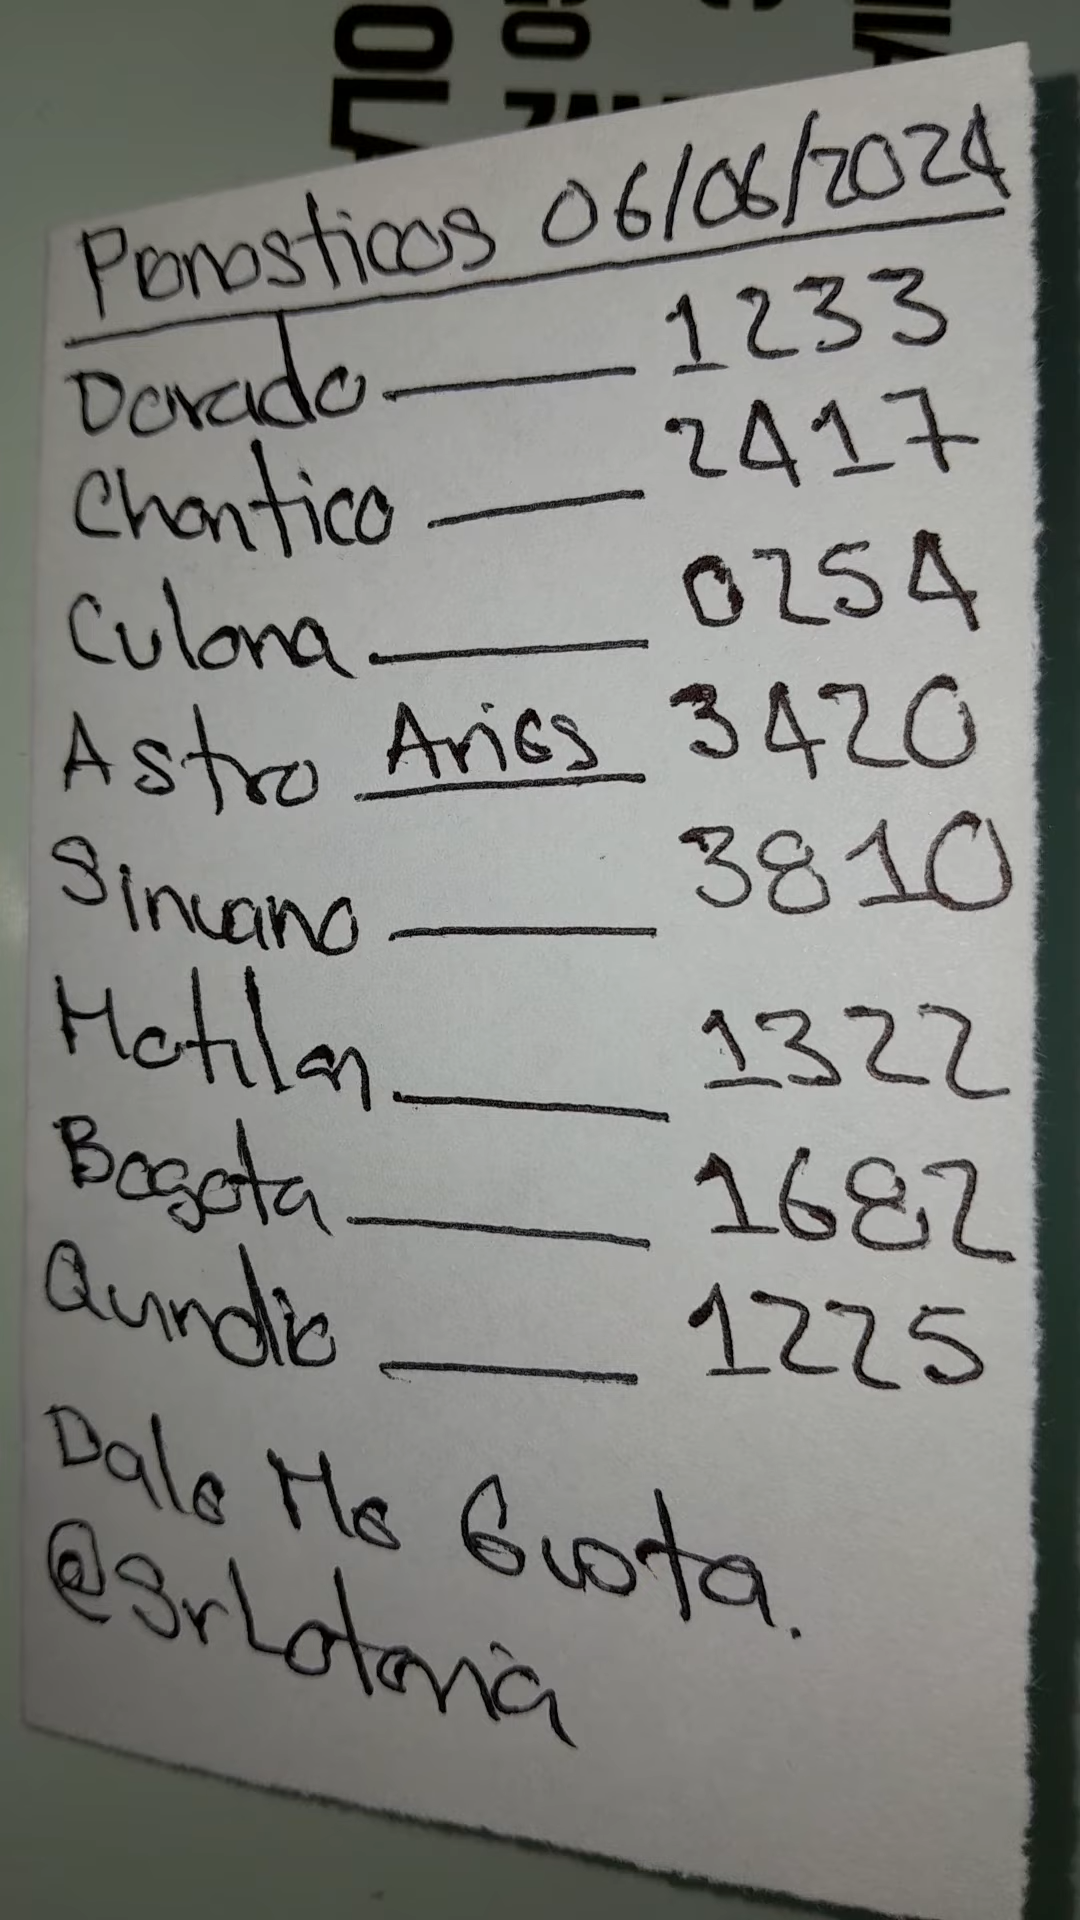 Pronosticos 06/06/2024
Dorado 1233
Chontico 2417
Culona 0254
Astro Aries 3420
Sinuano 3810
Motilon 1322
Bogota 1682
Quindio 1225
Dale Me Gusta.
@SrLoteria